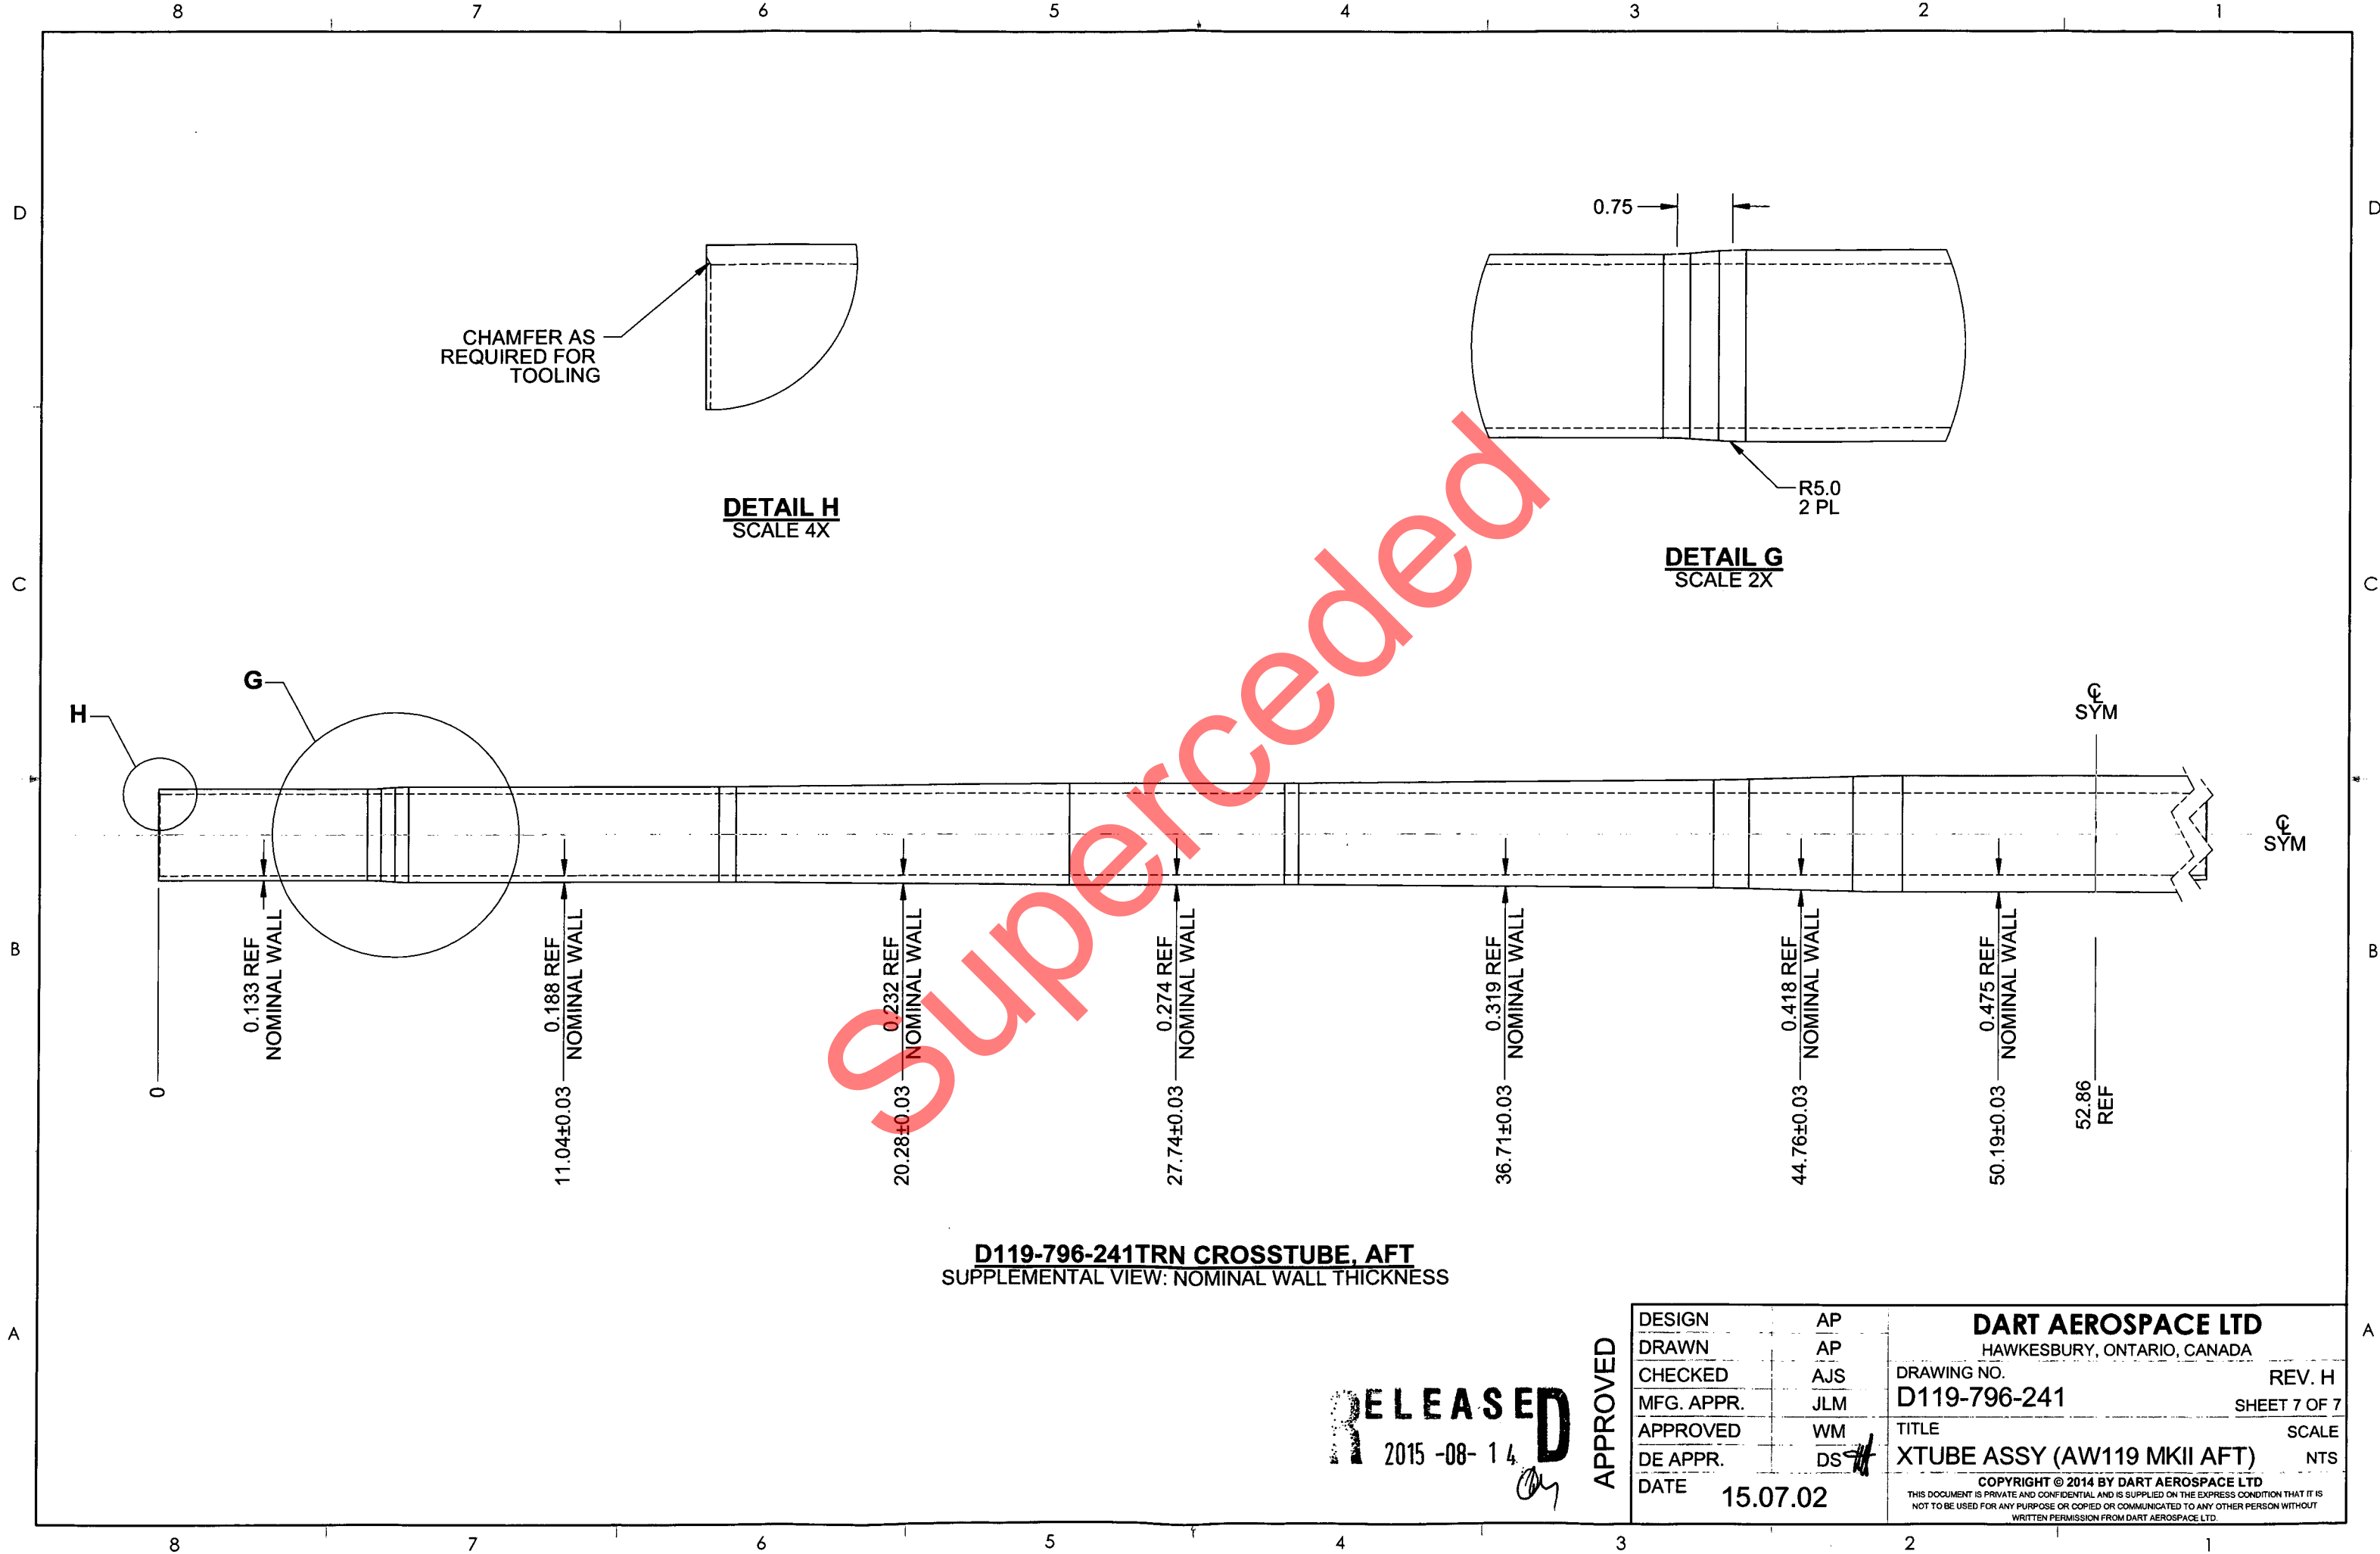 8 7 6 5 4 3 2 1
D D
0.75
CHAMFER AS
REQUIRED FOR
TOOLING
R5.0
2 PL
DETAIL H
SCALE 4X
DETAIL G
SCALE 2X
C C
Superceded
G
H
℄
SYM
℄
SYM
B B
0.133 REF
NOMINAL WALL
0.188 REF
NOMINAL WALL
0.232 REF
NOMINAL WALL
0.274 REF
NOMINAL WALL
0.319 REF
NOMINAL WALL
0.418 REF
NOMINAL WALL
0.475 REF
NOMINAL WALL
0
11.04±0.03
20.28±0.03
27.74±0.03
36.71±0.03
44.76±0.03
50.19±0.03
52.86
REF
D119-796-241TRN CROSSTUBE, AFT
SUPPLEMENTAL VIEW: NOMINAL WALL THICKNESS
A A
RELEASED
2015-08-14
APPROVED
DESIGN AP
DRAWN AP
CHECKED AJS
MFG. APPR. JLM
APPROVED WM
DE APPR. DS
DATE 15.07.02
DART AEROSPACE LTD
HAWKESBURY, ONTARIO, CANADA
DRAWING NO. REV. H
D119-796-241 SHEET 7 OF 7
TITLE SCALE
XTUBE ASSY (AW119 MKII AFT) NTS
COPYRIGHT © 2014 BY DART AEROSPACE LTD
THIS DOCUMENT IS PRIVATE AND CONFIDENTIAL AND IS SUPPLIED ON THE EXPRESS CONDITION THAT IT IS
NOT TO BE USED FOR ANY PURPOSE OR COPIED OR COMMUNICATED TO ANY OTHER PERSON WITHOUT
WRITTEN PERMISSION FROM DART AEROSPACE LTD.
8 7 6 5 4 3 2 1